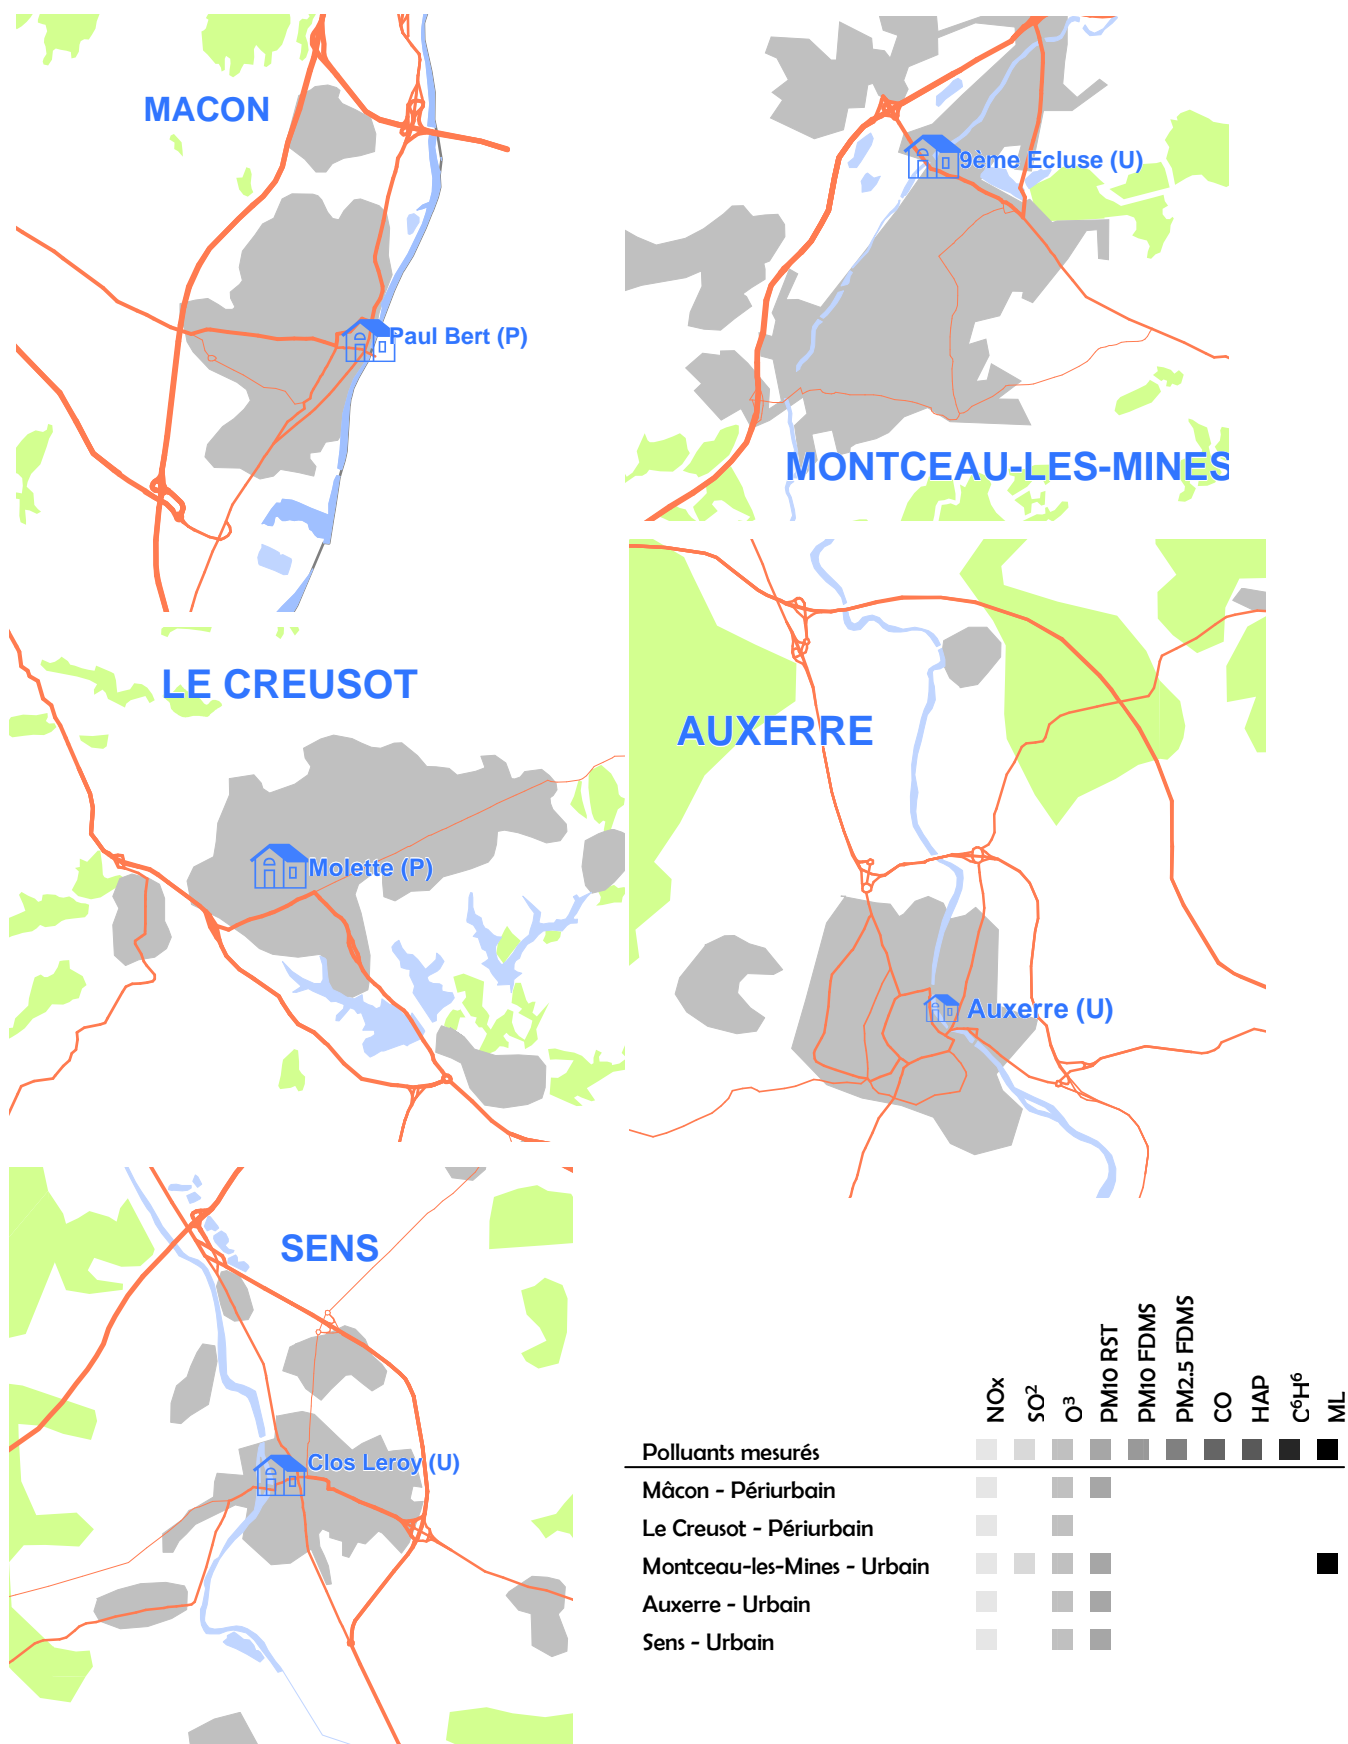 MACON
Paul Bert (P)
9ème Ecluse (U)
MONTCEAU-LES-MINES
LE CREUSOT
Molette (P)
AUXERRE
Auxerre (U)
SENS
Clos Leroy (U)
NOx
SO²
O³
PM10 RST
PM10 FDMS
PM2.5 FDMS
CO
HAP
C⁶H⁶
ML
Polluants mesurés
Mâcon - Périurbain
Le Creusot - Périurbain
Montceau-les-Mines - Urbain
Auxerre - Urbain
Sens - Urbain